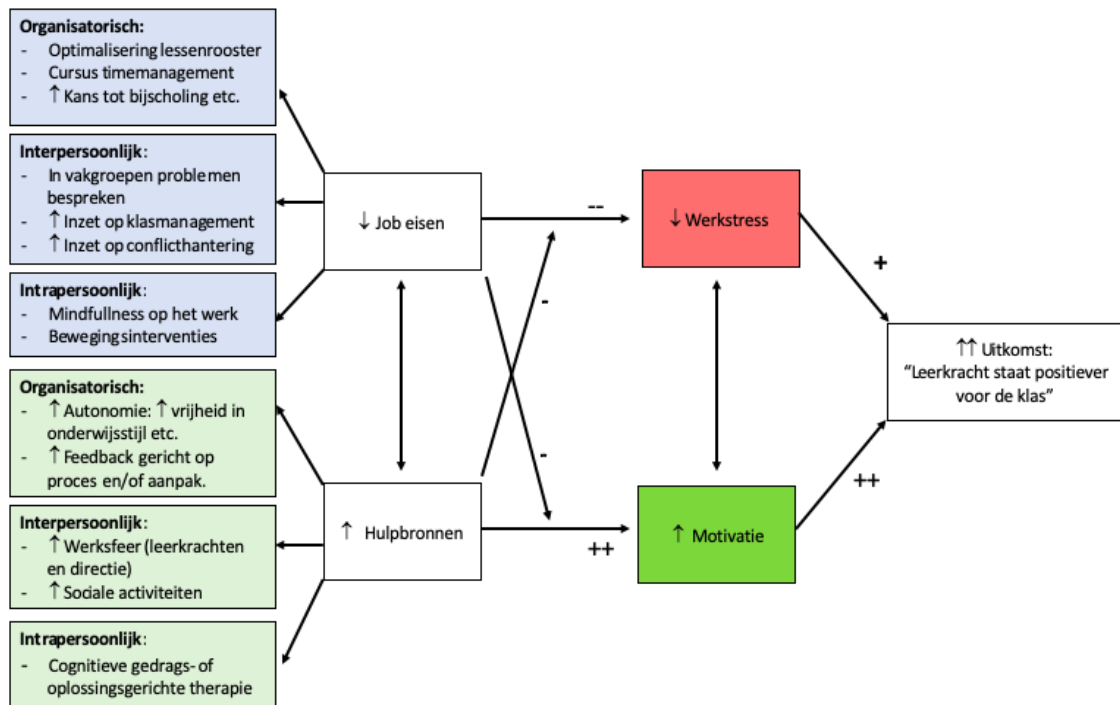 Organisatorisch:
- Optimalisering lessenrooster
- Cursus timemanagement
- ↑ Kans tot bijscholing etc.
Interpersoonlijk:
- In vakgroepen problemen
bespreken
- ↑ Inzet op klasmanagement
- ↑ Inzet op conflicthantering
Intrapersoonlijk:
- Mindfullness op het werk
- Bewegingsinterventies
Organisatorisch:
- ↑ Autonomie: ↑ vrijheid in
onderwijsstijl etc.
- ↑ Feedback gericht op
proces en/of aanpak.
Interpersoonlijk:
- ↑ Werksfeer (leerkrachten
en directie)
- ↑ Sociale activiteiten
Intrapersoonlijk:
- Cognitieve gedrags- of
oplossingsgerichte therapie
↓ Job eisen
↑ Hulpbronnen
--
-
-
++
↓ Werkstress
↑ Motivatie
+
++
↑↑ Uitkomst:
“Leerkracht staat positiever
voor de klas”